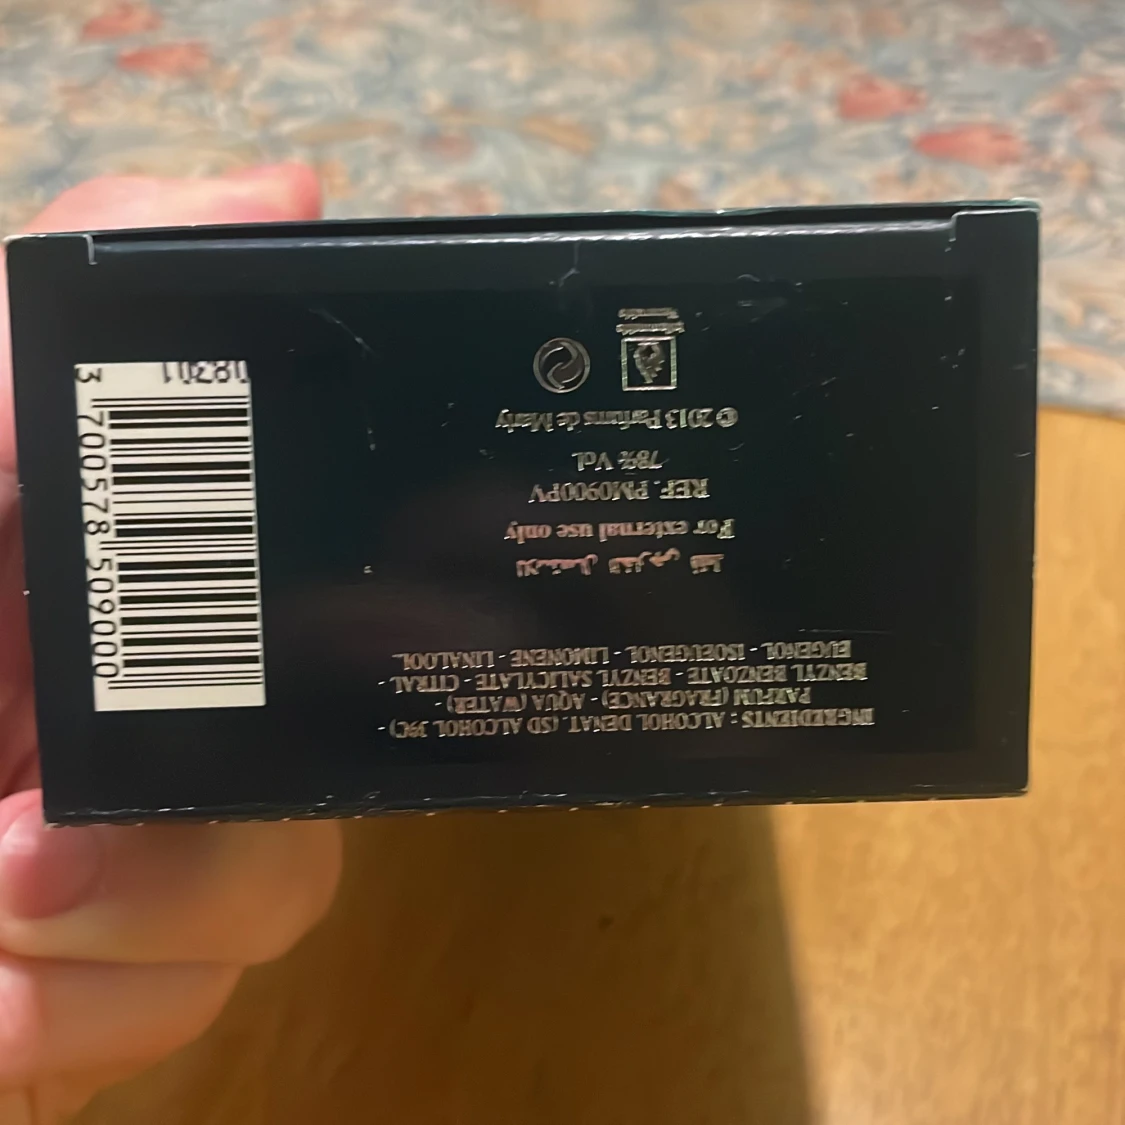 INGREDIENTS : ALCOHOL DENAT. (SD ALCOHOL 39C) -
PARFUM (FRAGRANCE) - AQUA (WATER) -
BENZYL BENZOATE - BENZYL SALICYLATE - CITRAL -
EUGENOL - ISOEUGENOL - LIMONENE - LINALOOL.
For external use only
REF. PM0900PV
78% Vol.
© 2013 Parfums de Marly
3 700578 509000